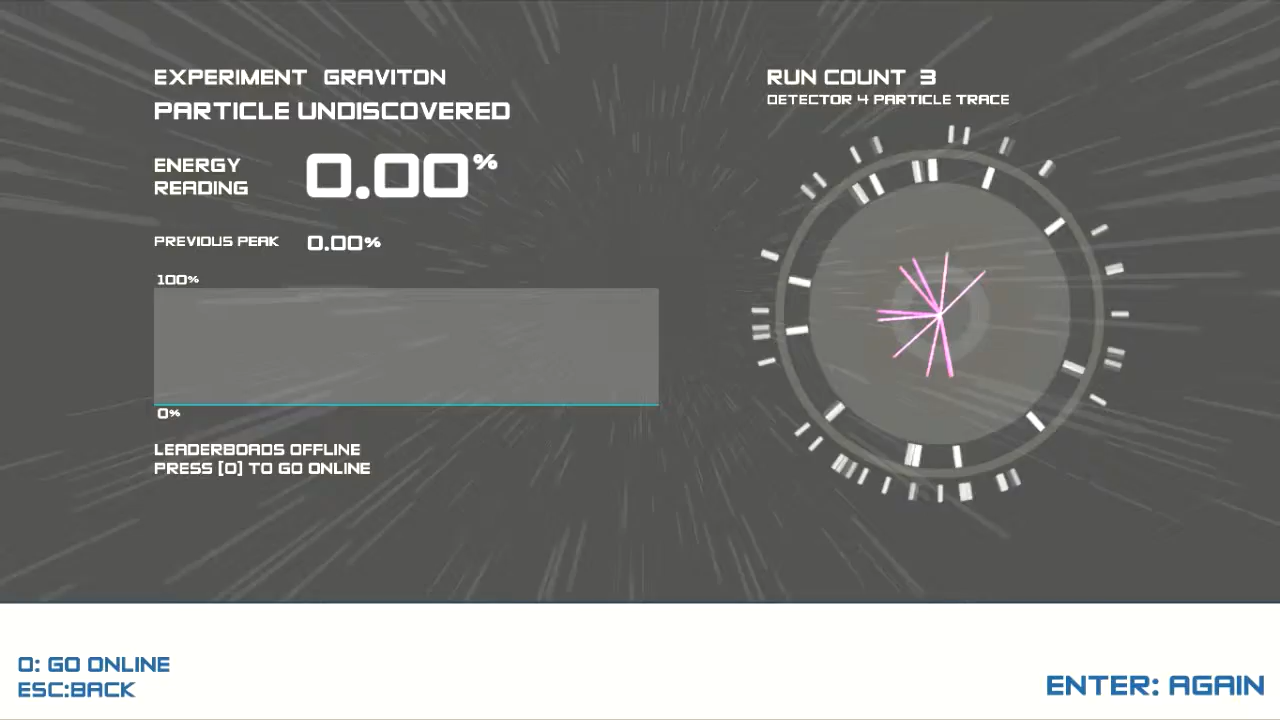 EXPERIMENT GRAVITON
PARTICLE UNDISCOVERED
ENERGY READING 0.00%
PREVIOUS PEAK 0.00%
100%
0%
LEADERBOARDS OFFLINE
PRESS [O] TO GO ONLINE
RUN COUNT 3
DETECTOR 4 PARTICLE TRACE
O: GO ONLINE
ESC:BACK
ENTER: AGAIN